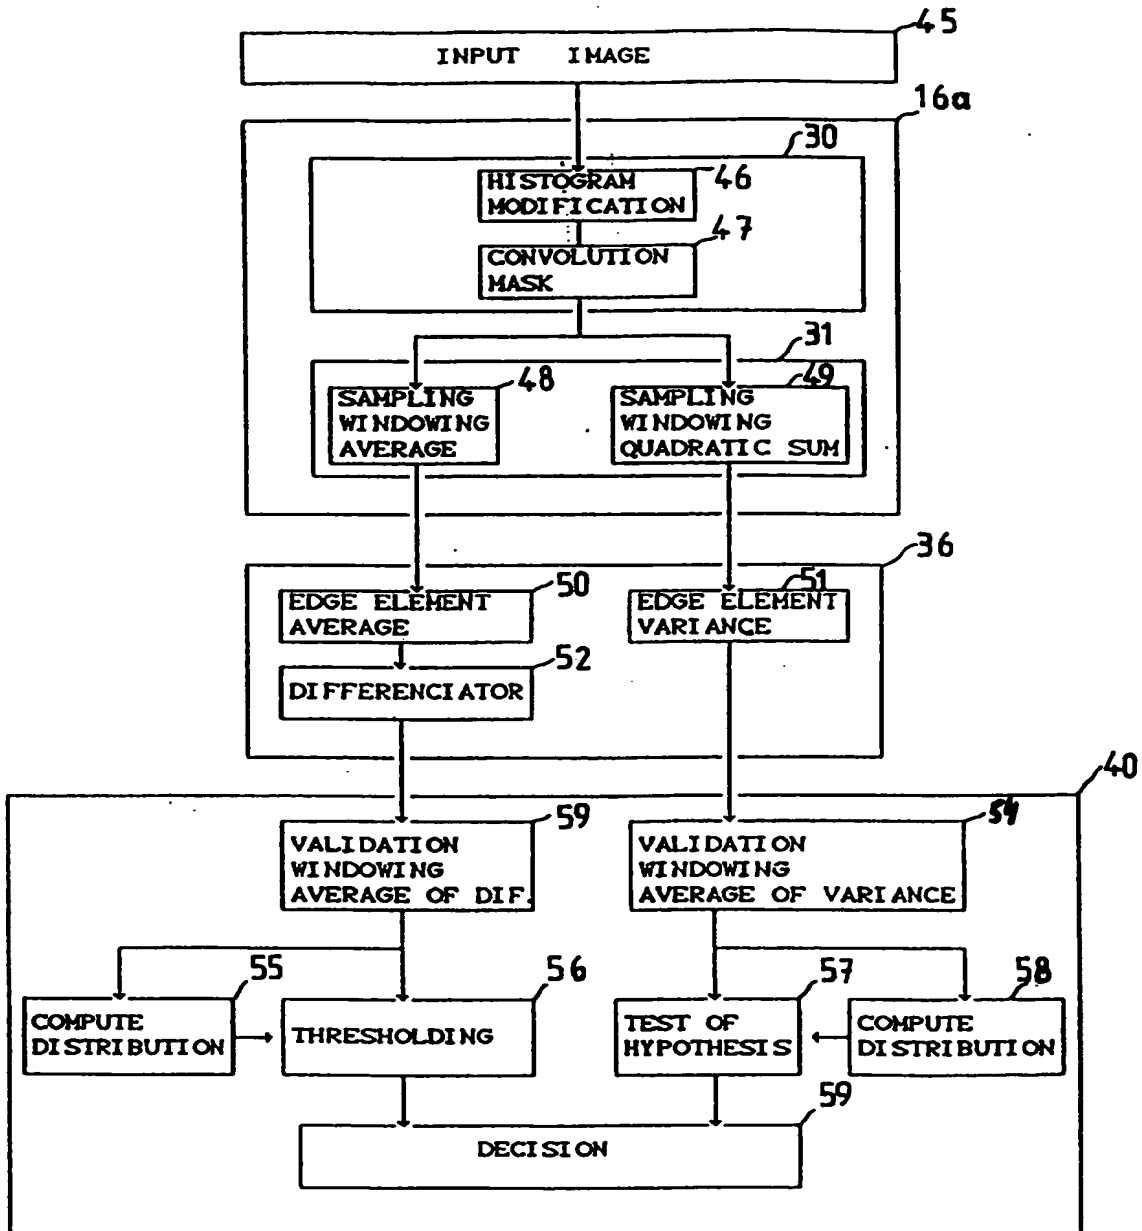 45
INPUT IMAGE
16a
30
HISTOGRAM
MODIFICATION
46
CONVOLUTION
MASK
47
31
SAMPLING
WINDOWING
AVERAGE
48
SAMPLING
WINDOWING
QUADRATIC SUM
49
36
EDGE ELEMENT
AVERAGE
50
EDGE ELEMENT
VARIANCE
51
DIFFERENCIATOR
52
40
VALIDATION
WINDOWING
AVERAGE OF DIF.
59
VALIDATION
WINDOWING
AVERAGE OF VARIANCE
54
COMPUTE
DISTRIBUTION
55
THRESHOLDING
56
TEST OF
HYPOTHESIS
57
COMPUTE
DISTRIBUTION
58
DECISION
59